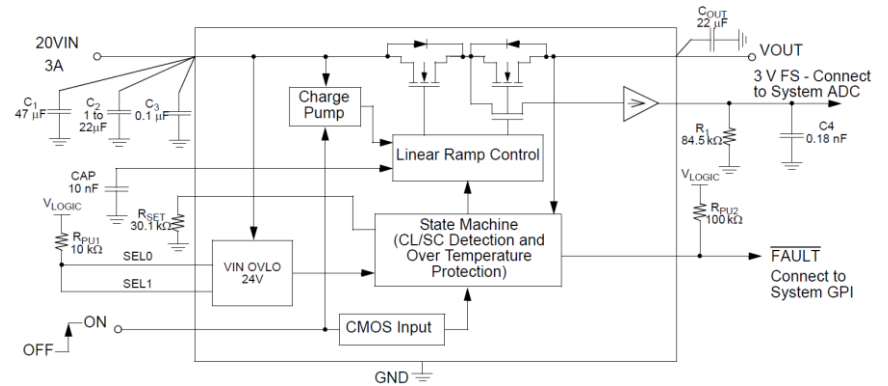 20VIN
3A
C1
47 μF
C2
1 to
22μF
C3
0.1 μF
COUT
22 μF
VOUT
3 V FS - Connect
to System ADC
Charge
Pump
R1
84.5 kΩ
C4
0.18 nF
Linear Ramp Control
CAP
10 nF
VLOGIC
RPU1
10 kΩ
RSET
30.1 kΩ
VLOGIC
RPU2
100 kΩ
State Machine
(CL/SC Detection and
Over Temperature
Protection)
SEL0
SEL1
VIN OVLO
24V
FAULT
Connect to
System GPI
ON
OFF
CMOS Input
GND